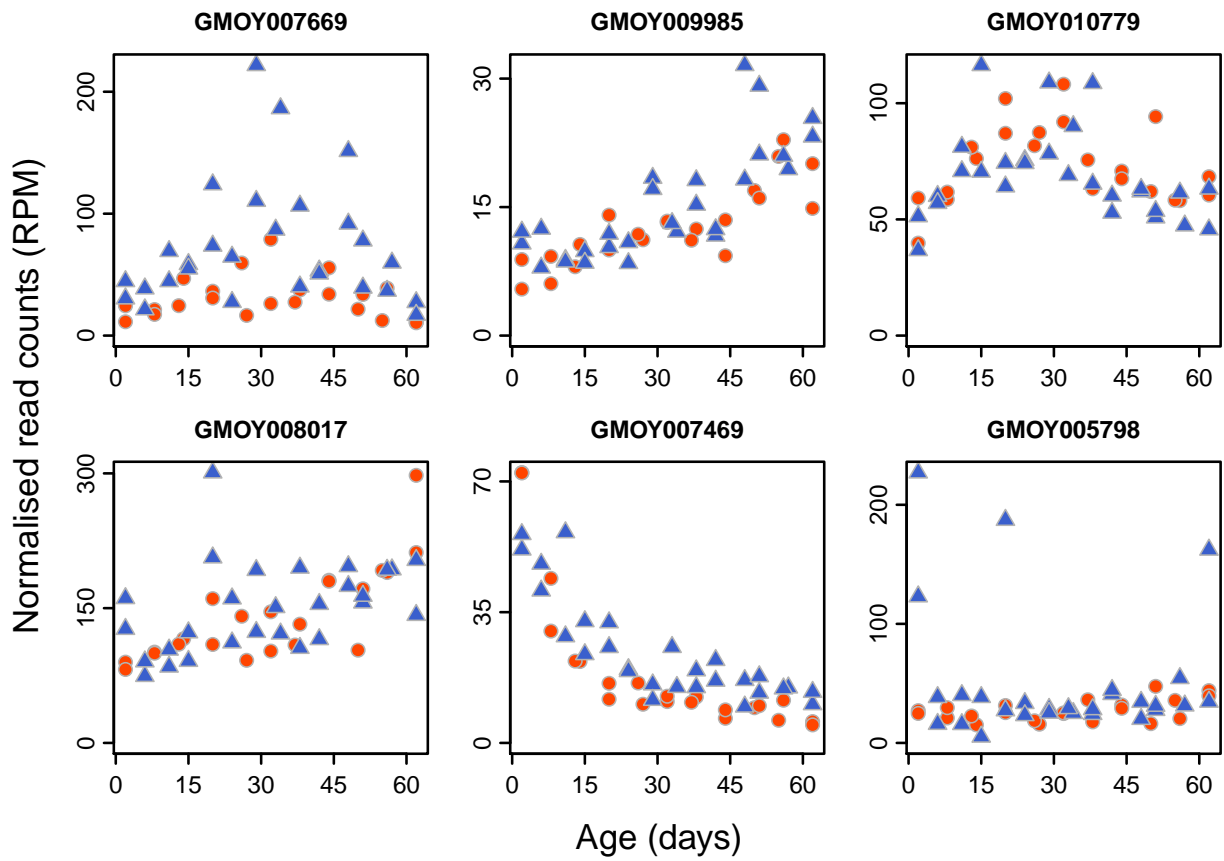 GMOY007669 GMOY009985 GMOY010779
Normalised read counts (RPM)
0 100 200
0 15 30 45 60
0 15 30
0 15 30 45 60
0 50 100
0 15 30 45 60
GMOY008017 GMOY007469 GMOY005798
0 150 300
0 15 30 45 60
0 35 70
0 15 30 45 60
0 100 200
0 15 30 45 60
Age (days)